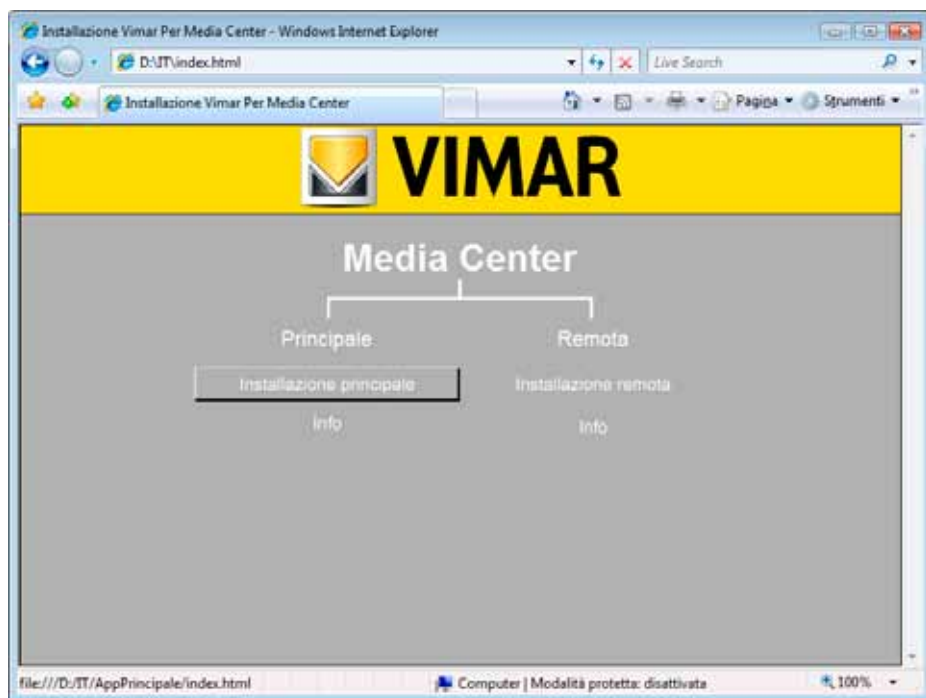 Installazione Vimar Per Media Center - Windows Internet Explorer
D:\IT\index.html
Live Search
Installazione Vimar Per Media Center
Pagina
Strumenti
VIMAR
Media Center
Principale Remota
Installazione principale Installazione remota
Info Info
file:///D:/IT/AppPrincipale/index.html Computer | Modalità protetta: disattivata 100%